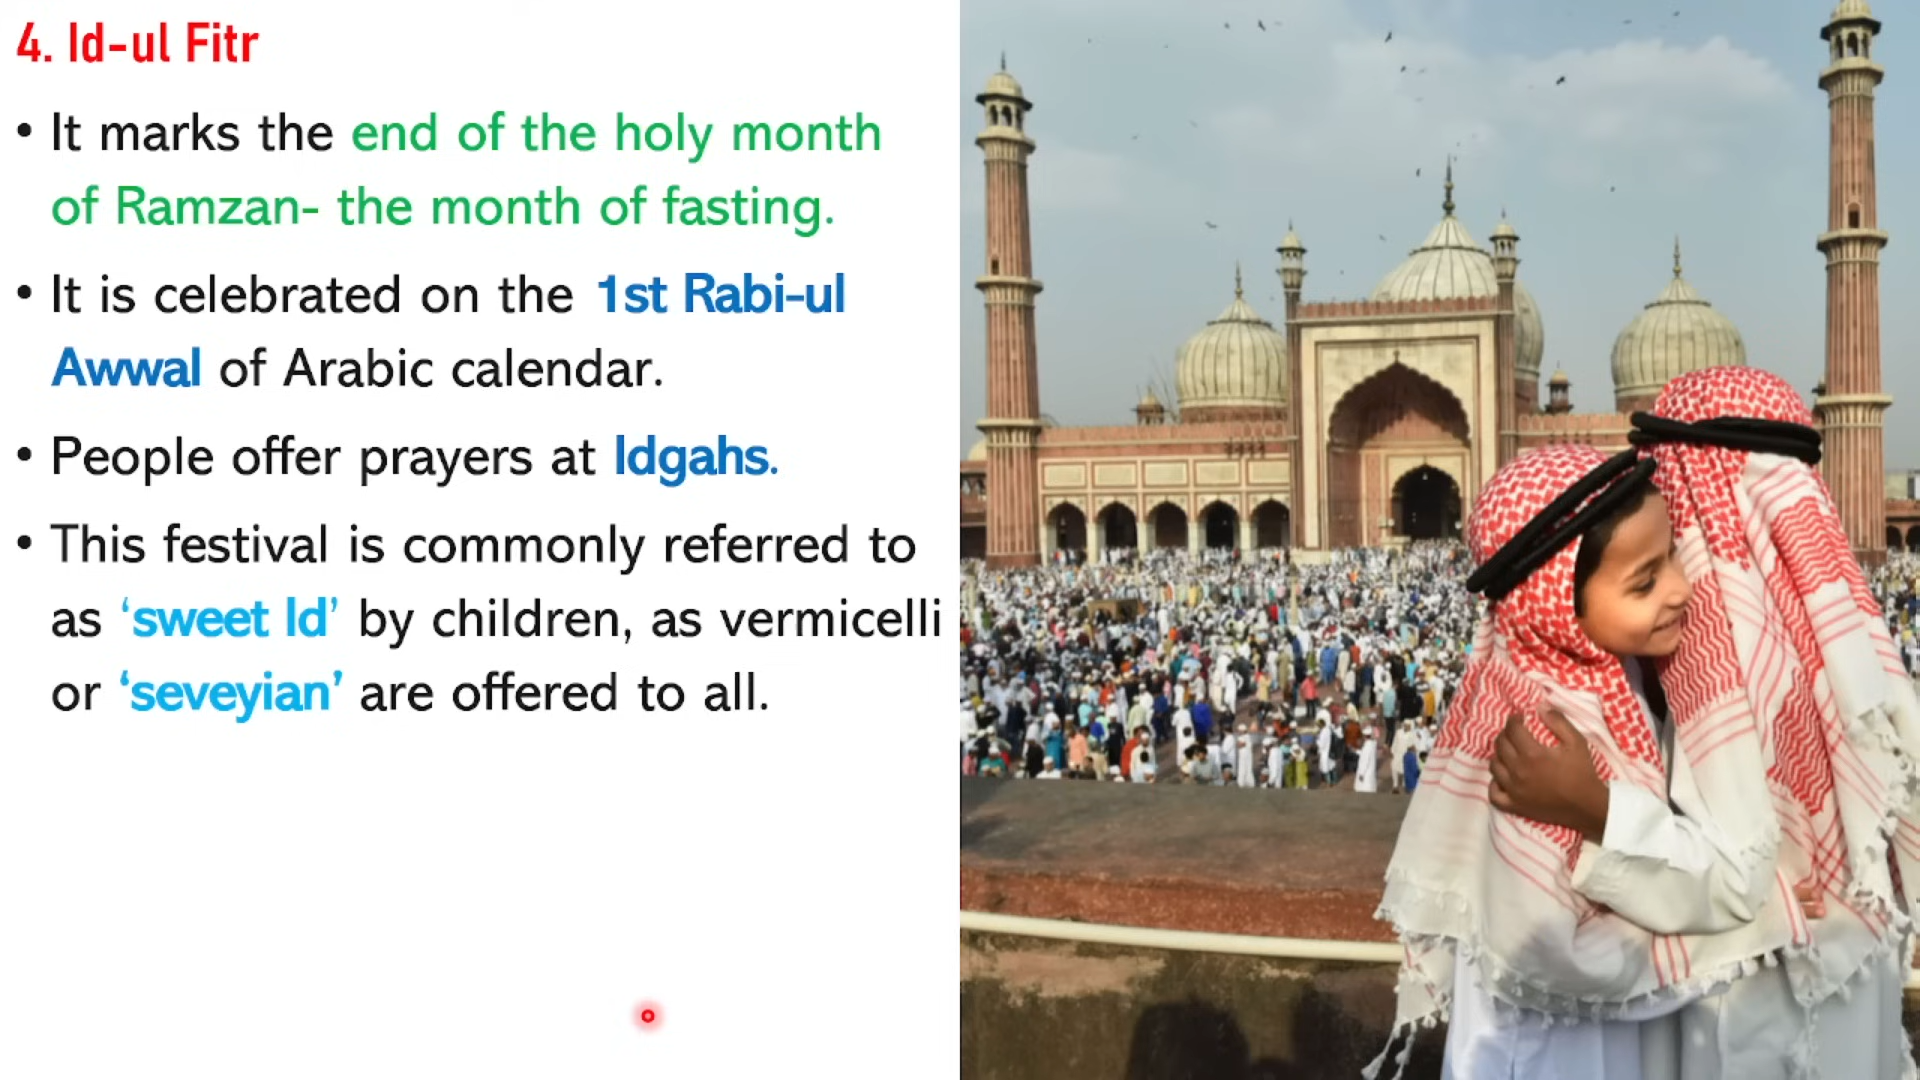 4. Id-ul Fitr
• It marks the end of the holy month
of Ramzan- the month of fasting.
• It is celebrated on the 1st Rabi-ul
Awwal of Arabic calendar.
• People offer prayers at Idgahs.
• This festival is commonly referred to
as ‘sweet Id’ by children, as vermicelli
or ‘seveyian’ are offered to all.